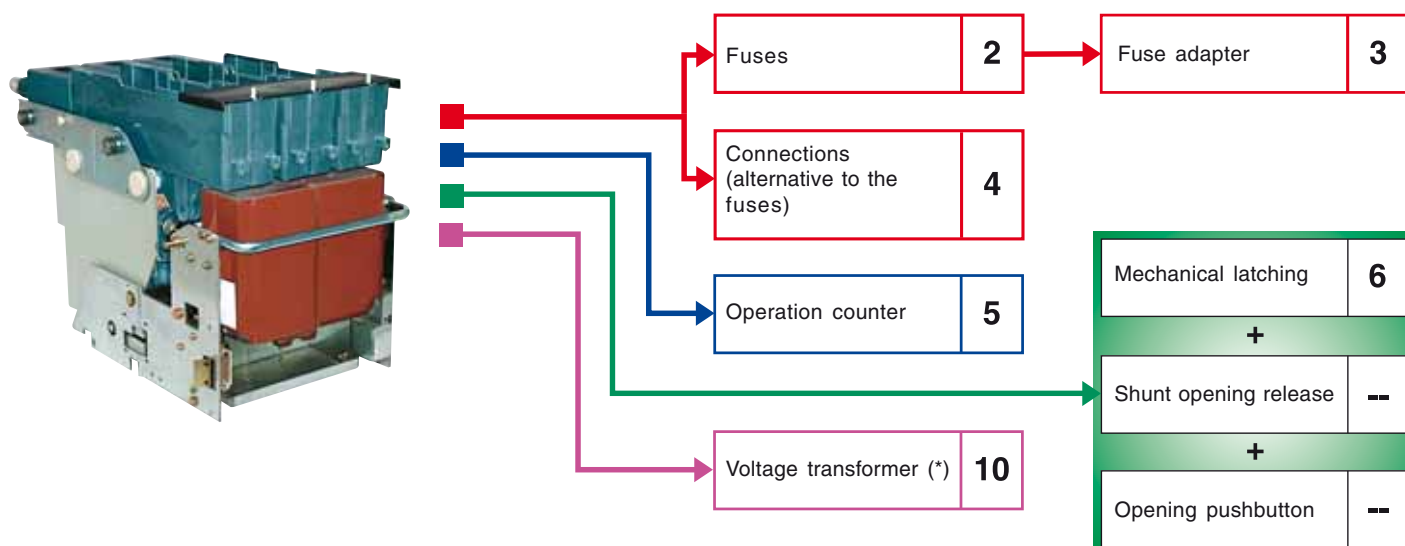 Fuses 2
Fuse adapter 3
Connections
(alternative to the
fuses)
4
Operation counter 5
Mechanical latching 6
+
Shunt opening release --
+
Opening pushbutton --
Voltage transformer (*) 10